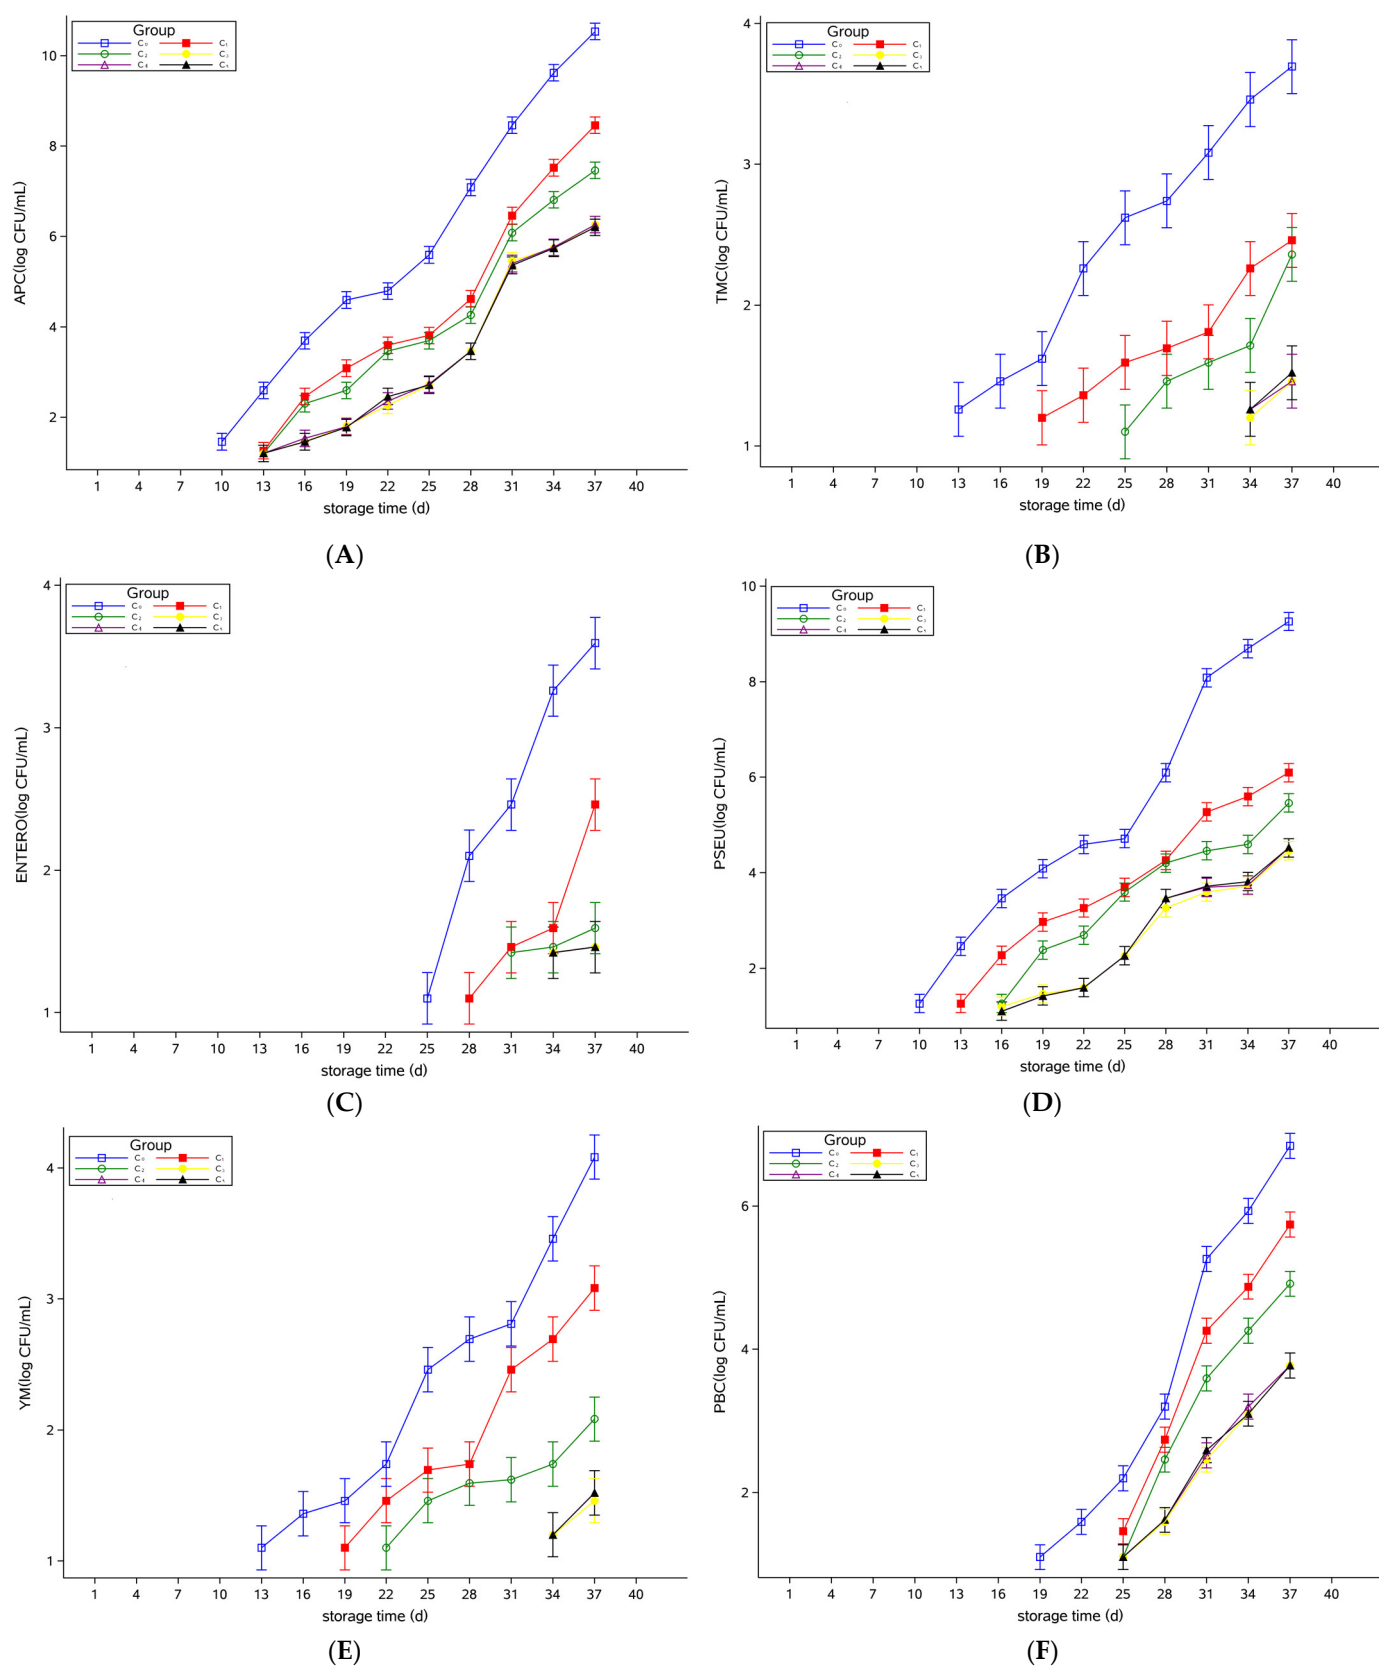 Group
C₀ C₁
C₂ C₃
C₄ C₅
10
8
6
4
2
APC(log CFU/mL)
1 4 7 10 13 16 19 22 25 28 31 34 37 40
storage time (d)
(A)
Group
C₀ C₁
C₂ C₃
C₄ C₅
4
3
2
1
TMC(log CFU/mL)
1 4 7 10 13 16 19 22 25 28 31 34 37 40
storage time (d)
(B)
Group
C₀ C₁
C₂ C₃
C₄ C₅
4
3
2
1
ENTERO(log CFU/mL)
1 4 7 10 13 16 19 22 25 28 31 34 37 40
storage time (d)
(C)
Group
C₀ C₁
C₂ C₃
C₄ C₅
10
8
6
4
2
PSEU(log CFU/mL)
1 4 7 10 13 16 19 22 25 28 31 34 37 40
storage time (d)
(D)
Group
C₀ C₁
C₂ C₃
C₄ C₅
4
3
2
1
YM(log CFU/mL)
1 4 7 10 13 16 19 22 25 28 31 34 37 40
storage time (d)
(E)
Group
C₀ C₁
C₂ C₃
C₄ C₅
6
4
2
PBC(log CFU/mL)
1 4 7 10 13 16 19 22 25 28 31 34 37 40
storage time (d)
(F)